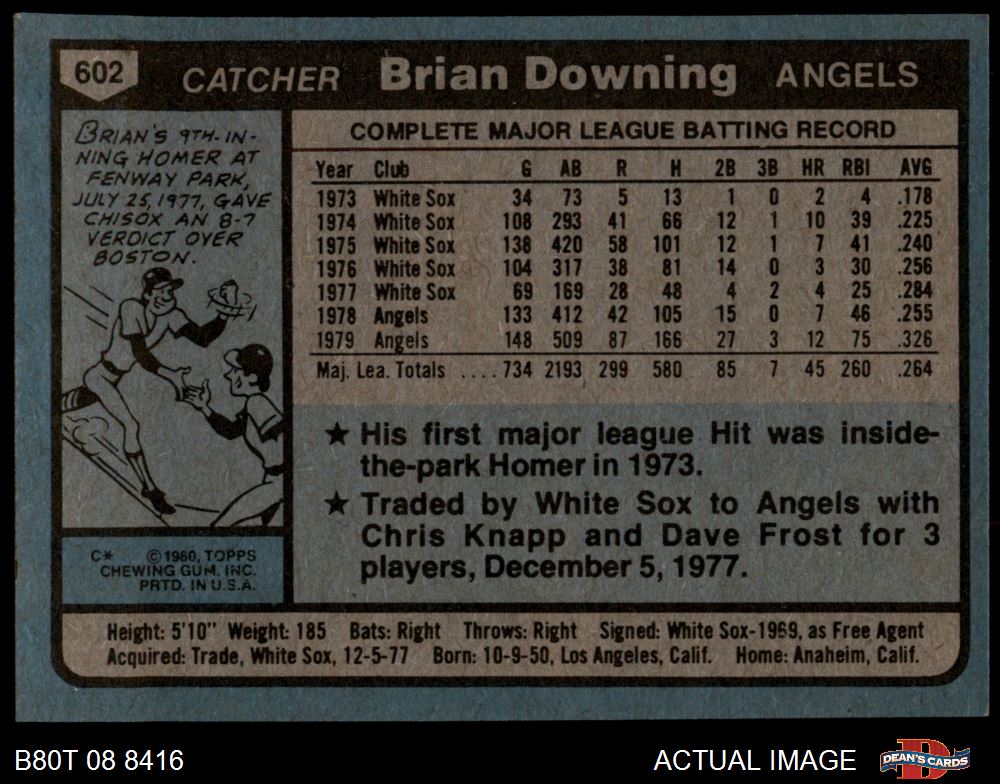 602 CATCHER Brian Downing ANGELS
BRIAN'S 9TH-IN-
NING HOMER AT
FENWAY PARK,
JULY 25, 1977, GAVE
CHISOX AN 8-7
VERDICT OVER
BOSTON.
COMPLETE MAJOR LEAGUE BATTING RECORD
Year Club G AB R H 2B 3B HR RBI AVG
1973 White Sox 34 73 5 13 1 0 2 4 .178
1974 White Sox 108 293 41 66 12 1 10 39 .225
1975 White Sox 138 420 58 101 12 1 7 41 .240
1976 White Sox 104 317 38 81 14 0 3 30 .256
1977 White Sox 69 169 28 48 4 2 4 25 .284
1978 Angels 133 412 42 105 15 0 7 46 .255
1979 Angels 148 509 87 166 27 3 12 75 .326
Maj. Lea. Totals ....734 2193 299 580 85 7 45 260 .264
★ His first major league Hit was inside-
the-park Homer in 1973.
★ Traded by White Sox to Angels with
Chris Knapp and Dave Frost for 3
players, December 5, 1977.
C* ©1980, TOPPS
CHEWING GUM, INC.
PRTD. IN U.S.A.
Height: 5'10" Weight: 185 Bats: Right Throws: Right Signed: White Sox-1969, as Free Agent
Acquired: Trade, White Sox, 12-5-77 Born: 10-9-50, Los Angeles, Calif. Home: Anaheim, Calif.
B80T 08 8416 ACTUAL IMAGE DEAN'S CARDS